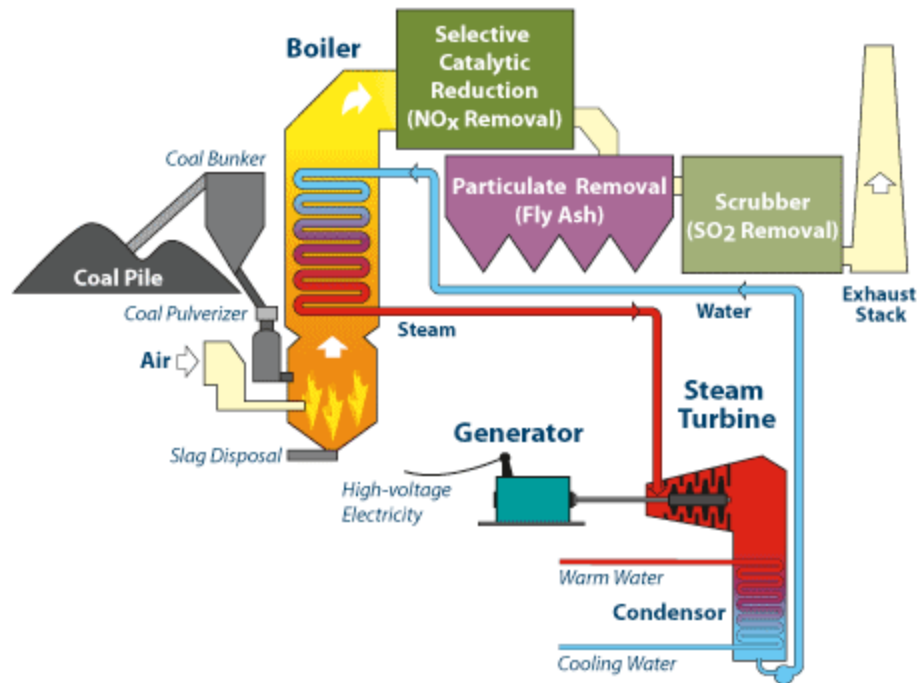 Boiler
Selective
Catalytic
Reduction
(NOx Removal)
Coal Bunker
Particulate Removal
(Fly Ash)
Scrubber
(SO2 Removal)
Coal Pile
Exhaust
Stack
Coal Pulverizer
Steam
Water
Air
Steam
Turbine
Generator
Slag Disposal
High-voltage
Electricity
Warm Water
Condensor
Cooling Water